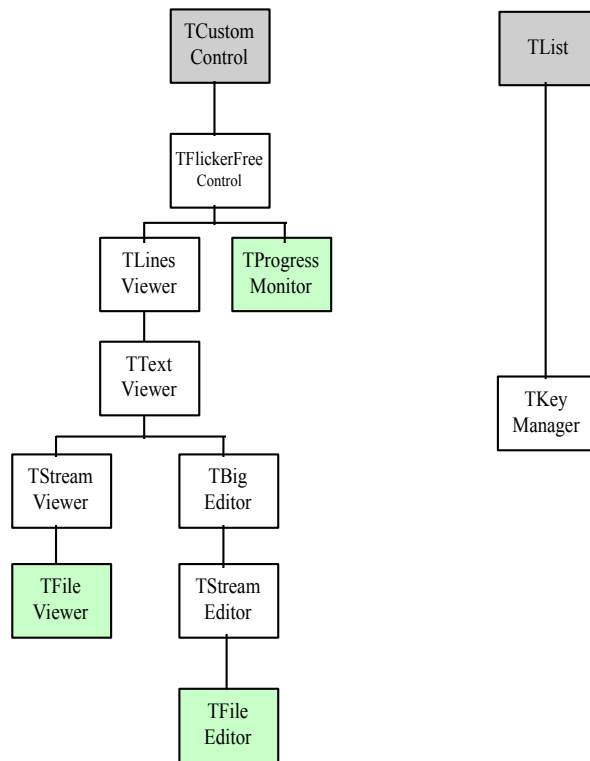 TCustom
Control
TList
TFlickerFree
Control
TLines
Viewer
TProgress
Monitor
TText
Viewer
TKey
Manager
TStream
Viewer
TBig
Editor
TFile
Viewer
TStream
Editor
TFile
Editor